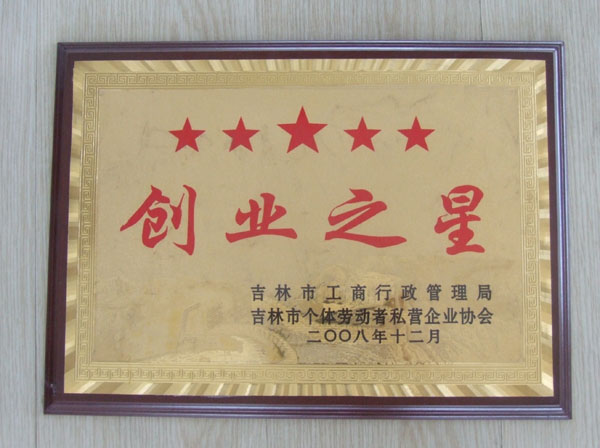 创业之星
吉林市工商行政管理局
吉林市个体劳动者私营企业协会
二〇〇八年十二月